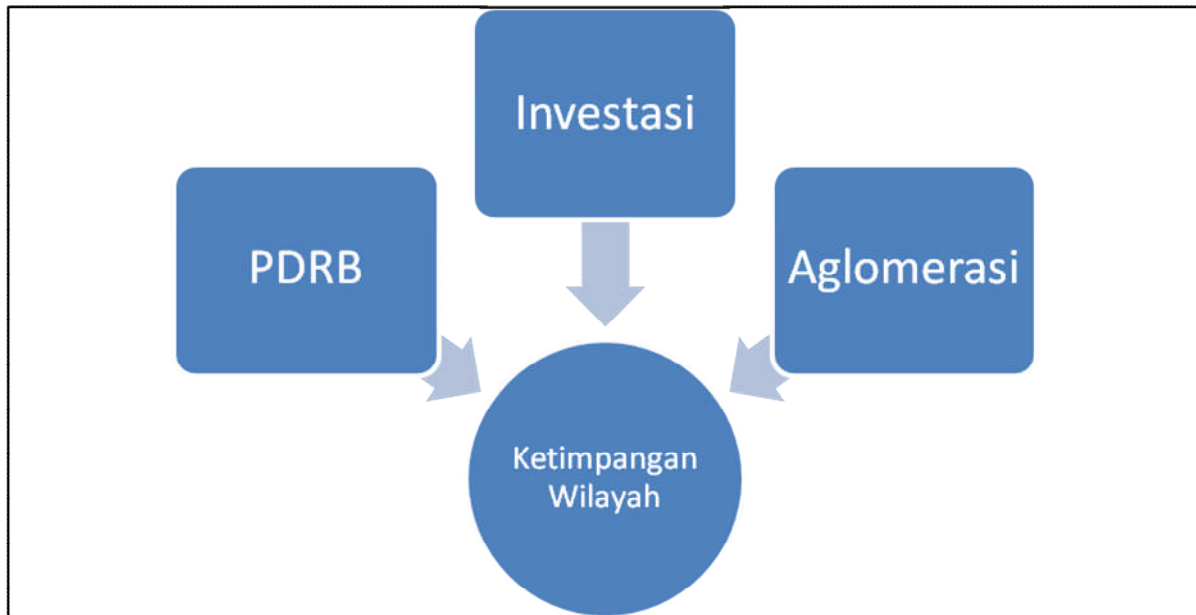 Investasi
PDRB
Aglomerasi
Ketimpangan
Wilayah